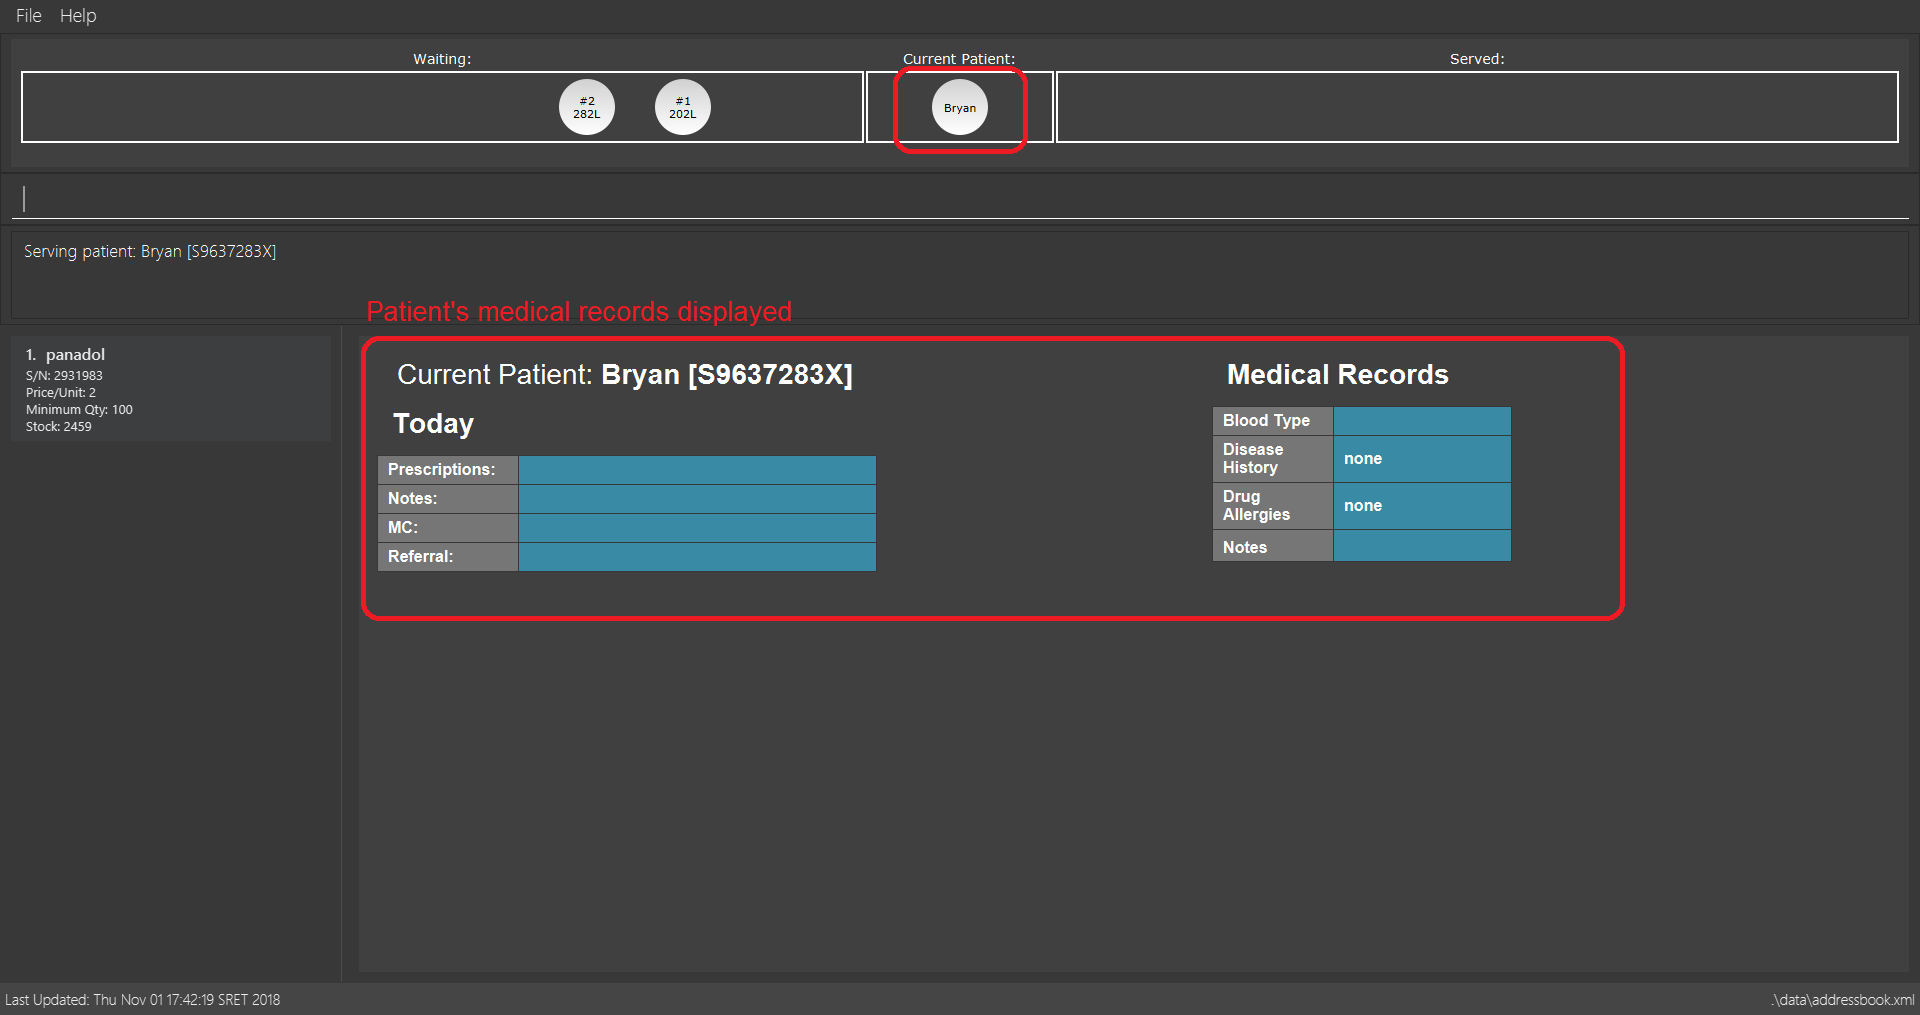 File Help
Waiting: Current Patient: Served:
#2
282L
#1
202L
Bryan
Serving patient: Bryan [S9637283X]
Patient's medical records displayed
1. panadol
S/N: 2931983
Price/Unit: 2
Minimum Qty: 100
Stock: 2459
Current Patient: Bryan [S9637283X]
Today
Prescriptions:
Notes:
MC:
Referral:
Medical Records
Blood Type
Disease
History
none
Drug
Allergies
none
Notes
Last Updated: Thu Nov 01 17:42:19 SRET 2018
.\data\addressbook.xml